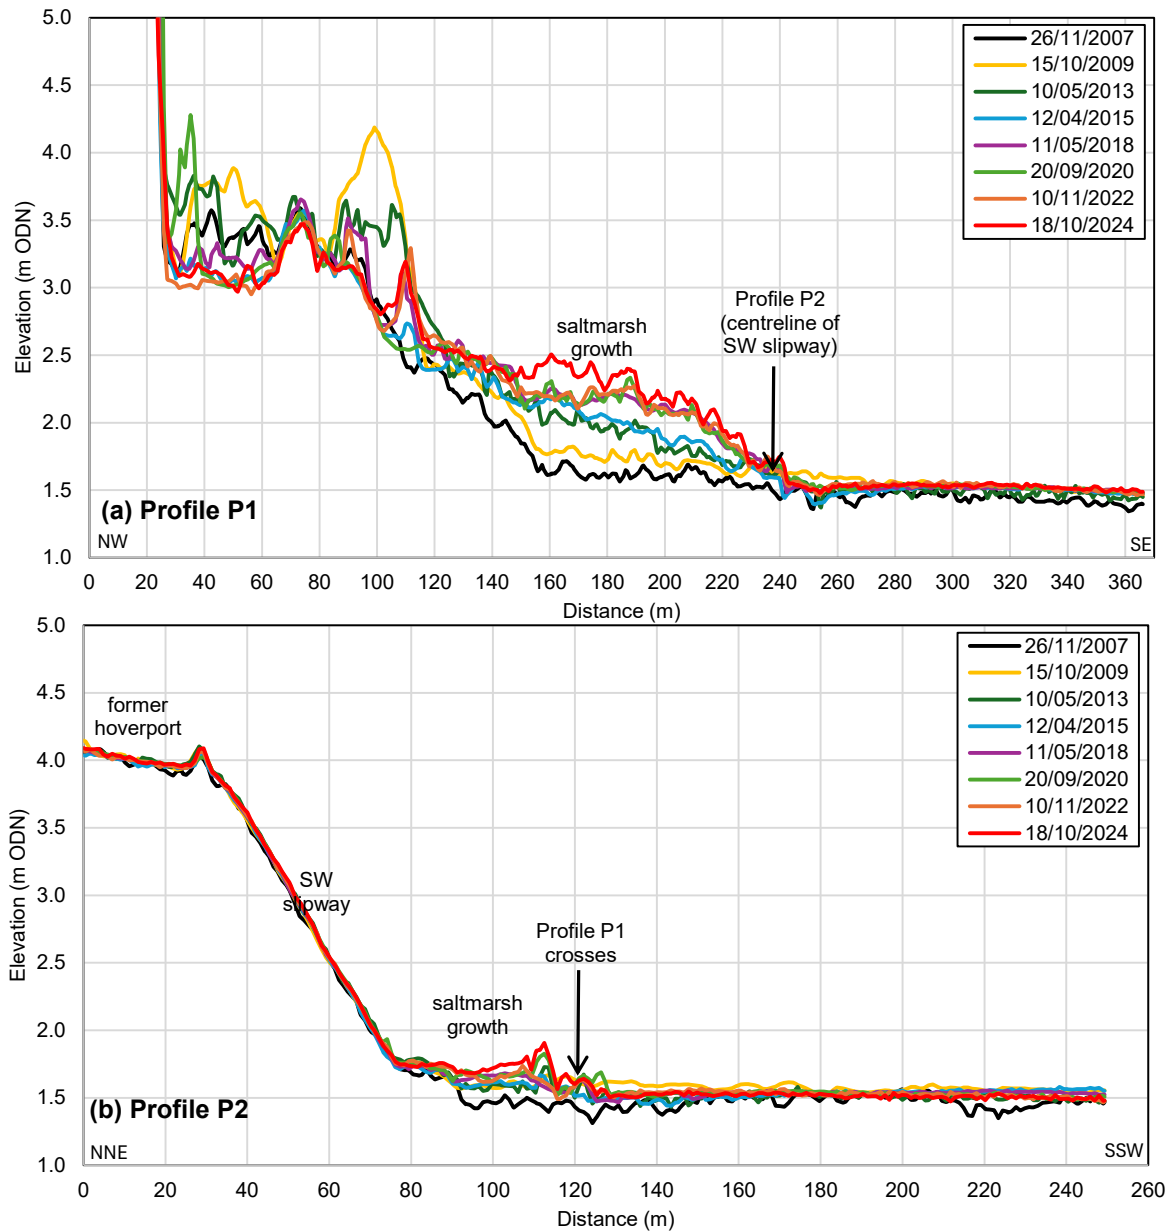 5.0
4.5
4.0
3.5
3.0
2.5
2.0
1.5
1.0
Elevation (m ODN)
26/11/2007
15/10/2009
10/05/2013
12/04/2015
11/05/2018
20/09/2020
10/11/2022
18/10/2024
Profile P2
(centreline of
SW slipway)
saltmarsh
growth
(a) Profile P1
NW
SE
0 20 40 60 80 100 120 140 160 180 200 220 240 260 280 300 320 340 360
Distance (m)
5.0
4.5
4.0
3.5
3.0
2.5
2.0
1.5
1.0
Elevation (m ODN)
26/11/2007
15/10/2009
10/05/2013
12/04/2015
11/05/2018
20/09/2020
10/11/2022
18/10/2024
former
hoverport
SW
slipway
Profile P1
crosses
saltmarsh
growth
(b) Profile P2
NNE
SSW
0 20 40 60 80 100 120 140 160 180 200 220 240 260
Distance (m)